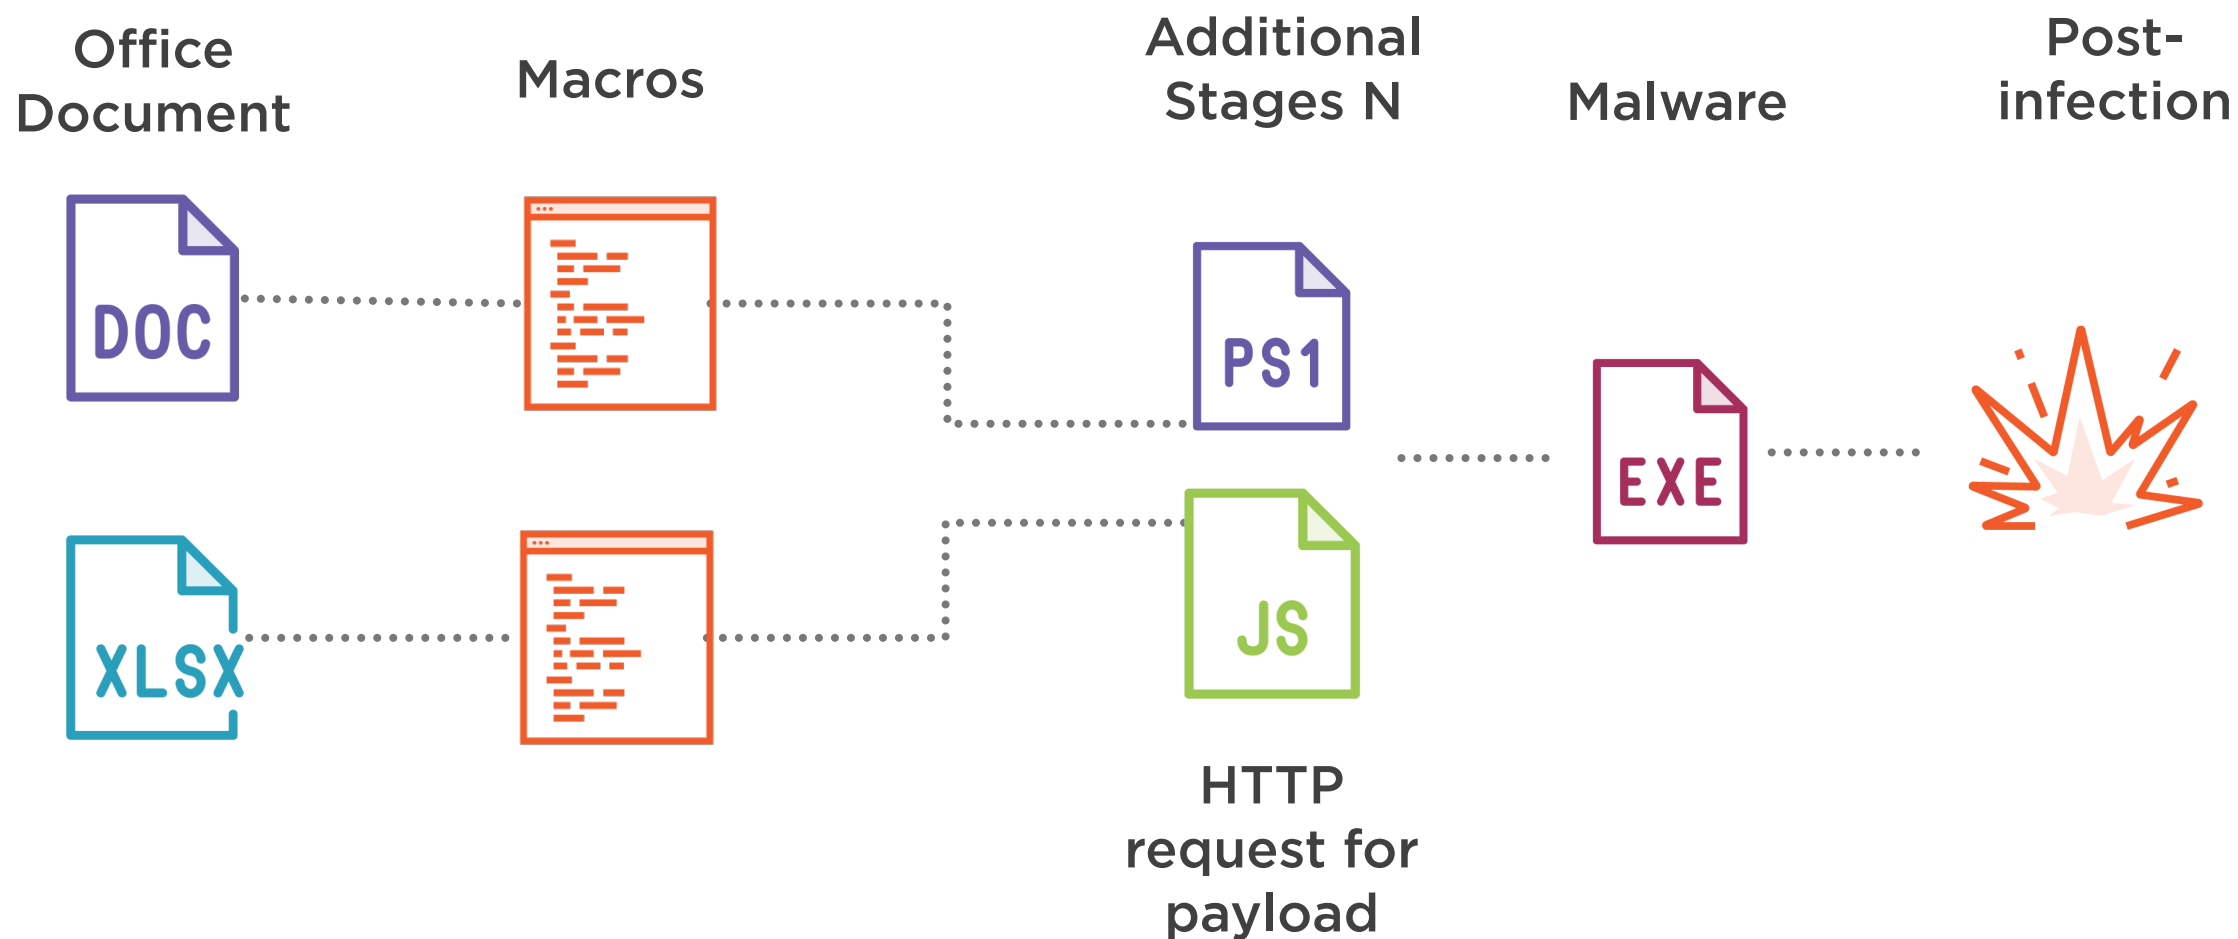 Office
Document
Macros
Additional
Stages N
Malware
Post-
infection
DOC
PS1
EXE
XLSX
JS
HTTP
request for
payload